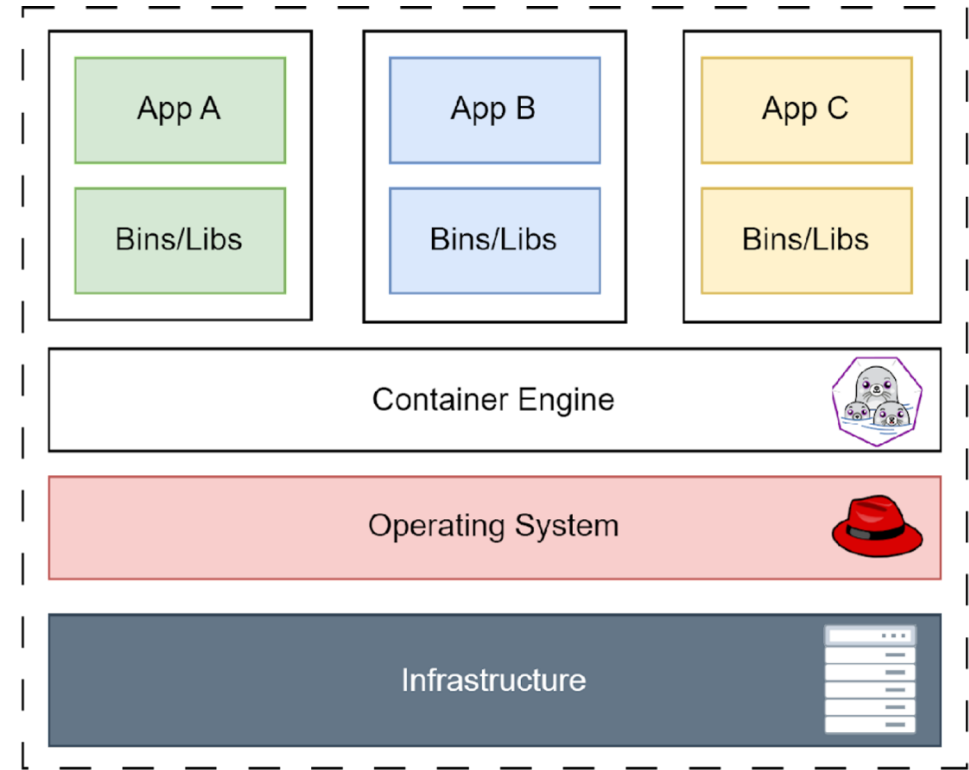 App A
App B
App C
Bins/Libs
Bins/Libs
Bins/Libs
Container Engine
Operating System
Infrastructure